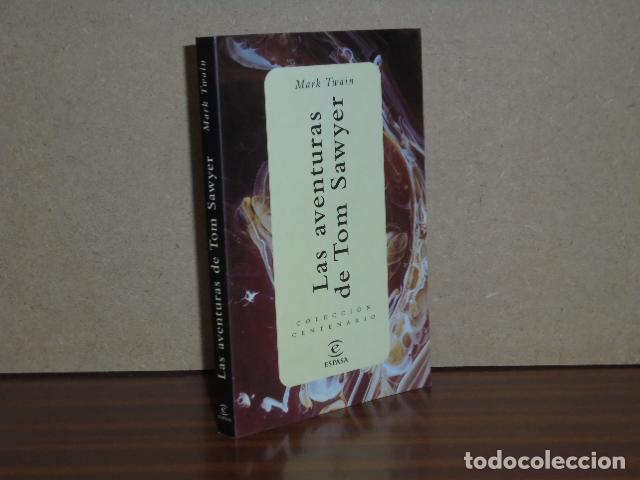 Mark Twain
Las aventuras
de Tom Sawyer
COLECCIÓN
CENTENARIO
e
ESPASA
Las aventuras de Tom Sawyer Mark Twain
todocoleccion